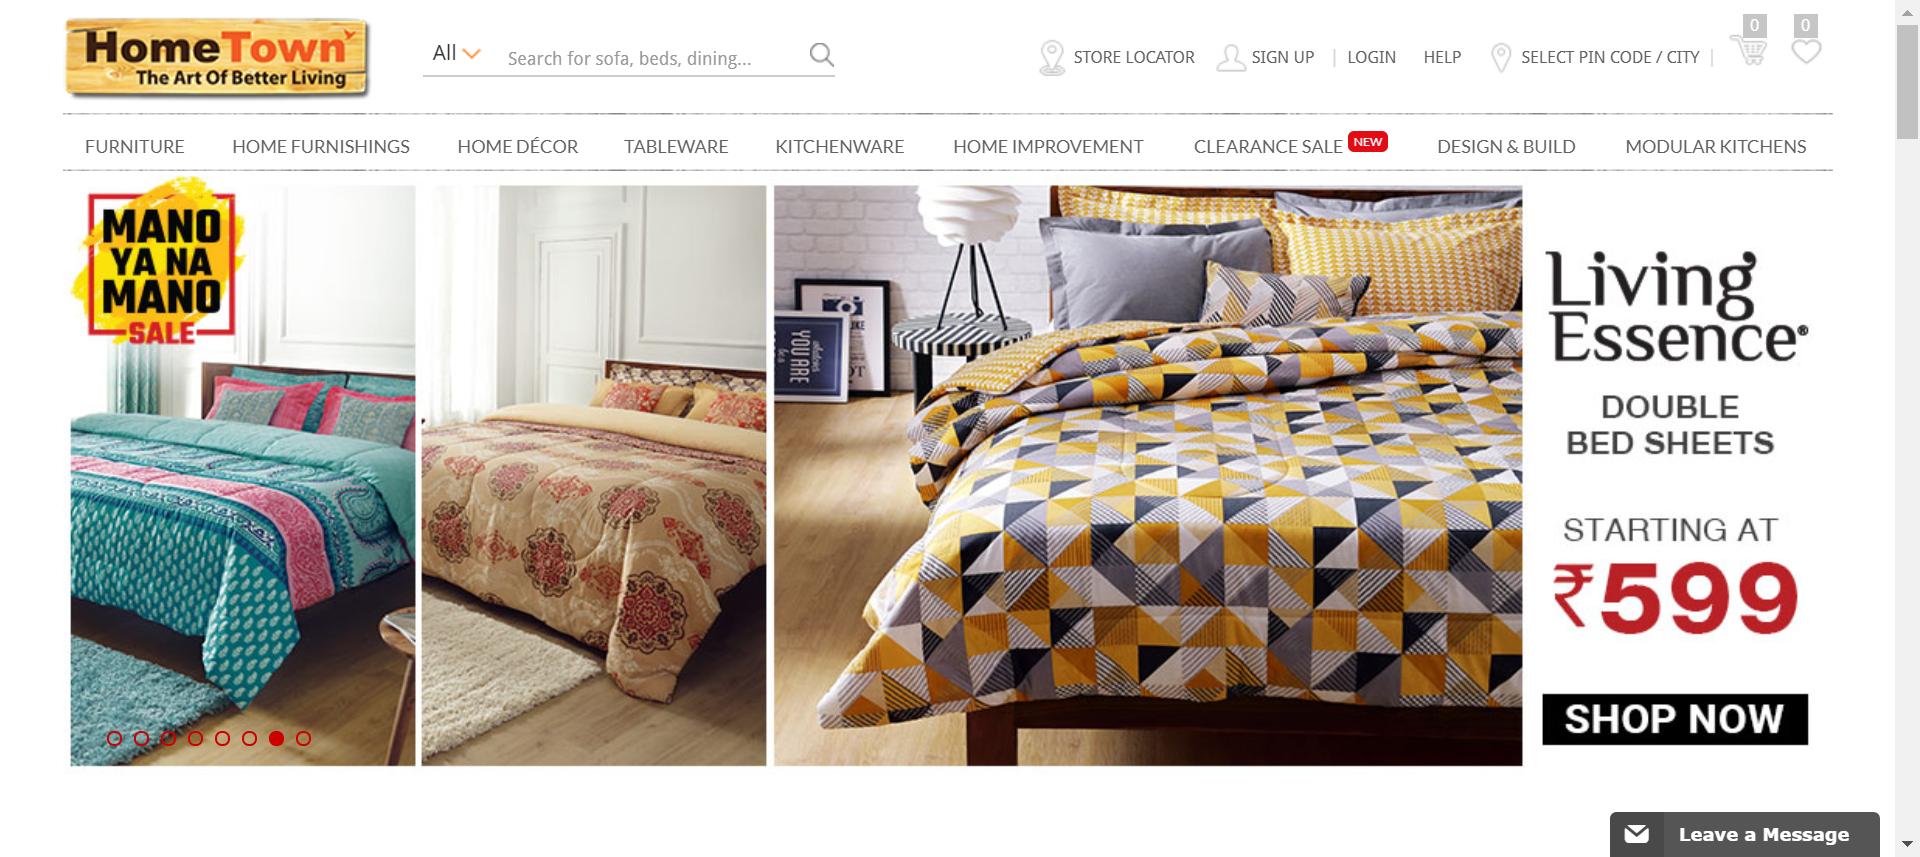 HomeTown
The Art Of Better Living
All
Search for sofa, beds, dining...
STORE LOCATOR
SIGN UP
LOGIN
HELP
SELECT PIN CODE / CITY
0
0
FURNITURE
HOME FURNISHINGS
HOME DÉCOR
TABLEWARE
KITCHENWARE
HOME IMPROVEMENT
CLEARANCE SALE NEW
DESIGN & BUILD
MODULAR KITCHENS
MANO
YA NA
MANO
SALE
YOU ARE
Living
Essence®
DOUBLE
BED SHEETS
STARTING AT
₹599
SHOP NOW
Leave a Message